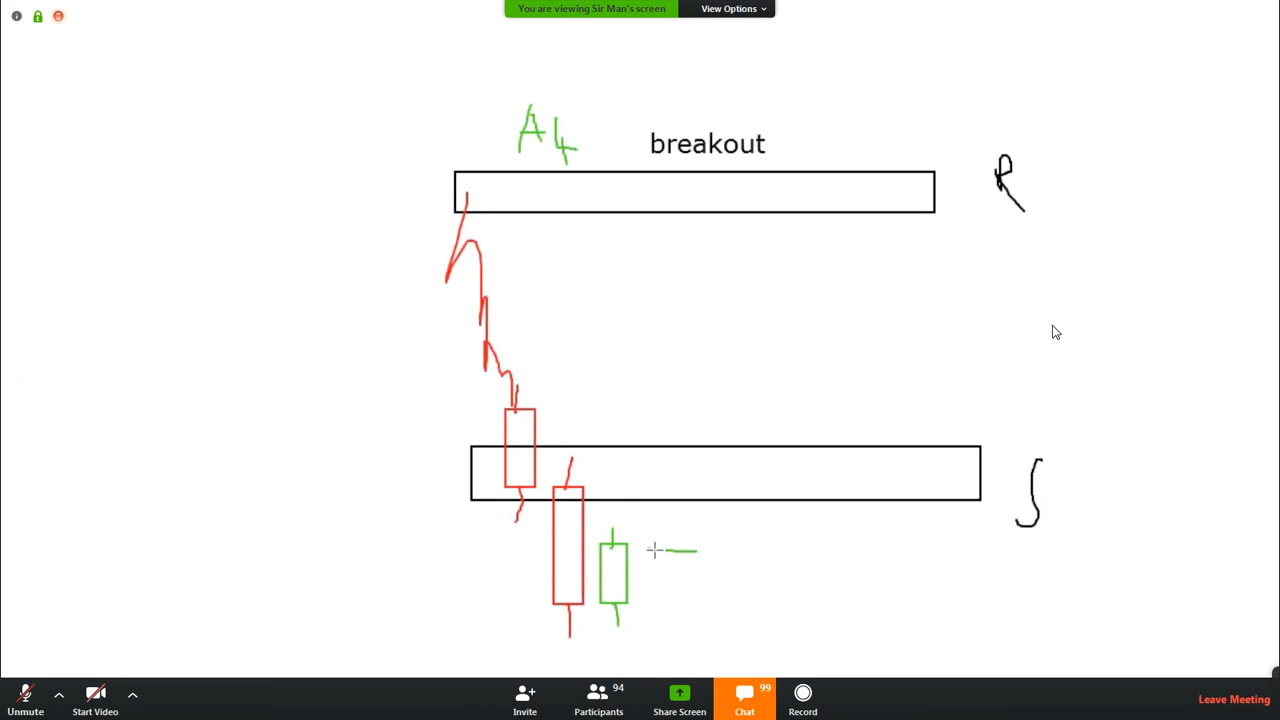 You are viewing Sir Man's screen View Options
A4 breakout
R
S
Unmute Start Video Invite Participants 94 Share Screen Chat 99 Record Leave Meeting